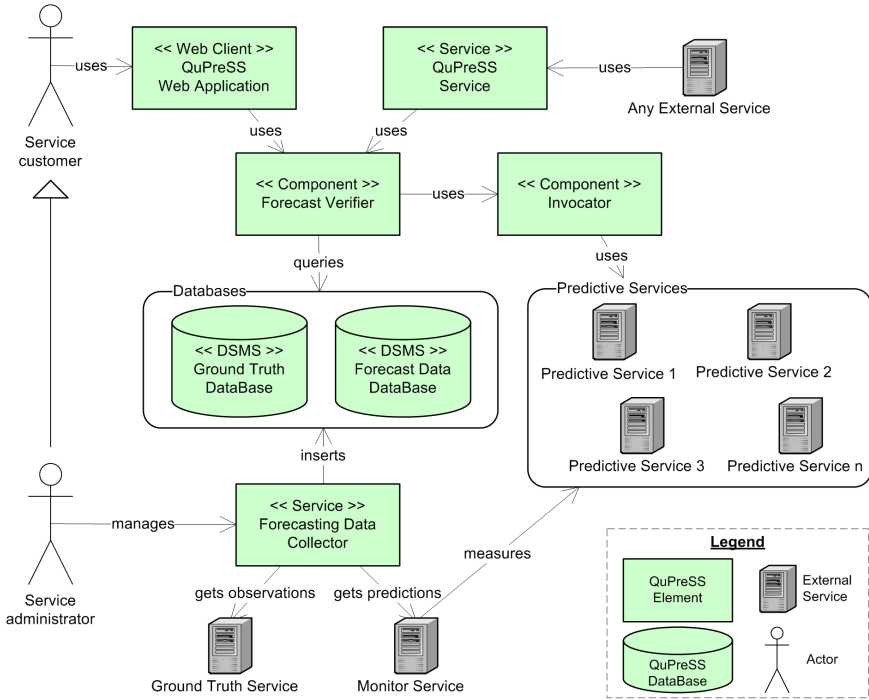 << Web Client >>
QuPreSS
Web Application
<< Service >>
QuPreSS
Service
uses
uses
Any External Service
Service
customer
uses
uses
<< Component >>
Forecast Verifier
uses
<< Component >>
Invocator
queries
uses
Databases
<< DSMS >>
Ground Truth
DataBase
<< DSMS >>
Forecast Data
DataBase
Predictive Services
Predictive Service 1
Predictive Service 2
Predictive Service 3
Predictive Service n
inserts
manages
<< Service >>
Forecasting Data
Collector
Service
administrator
measures
gets observations
gets predictions
Ground Truth Service
Monitor Service
Legend
QuPreSS
Element
External
Service
QuPreSS
DataBase
Actor